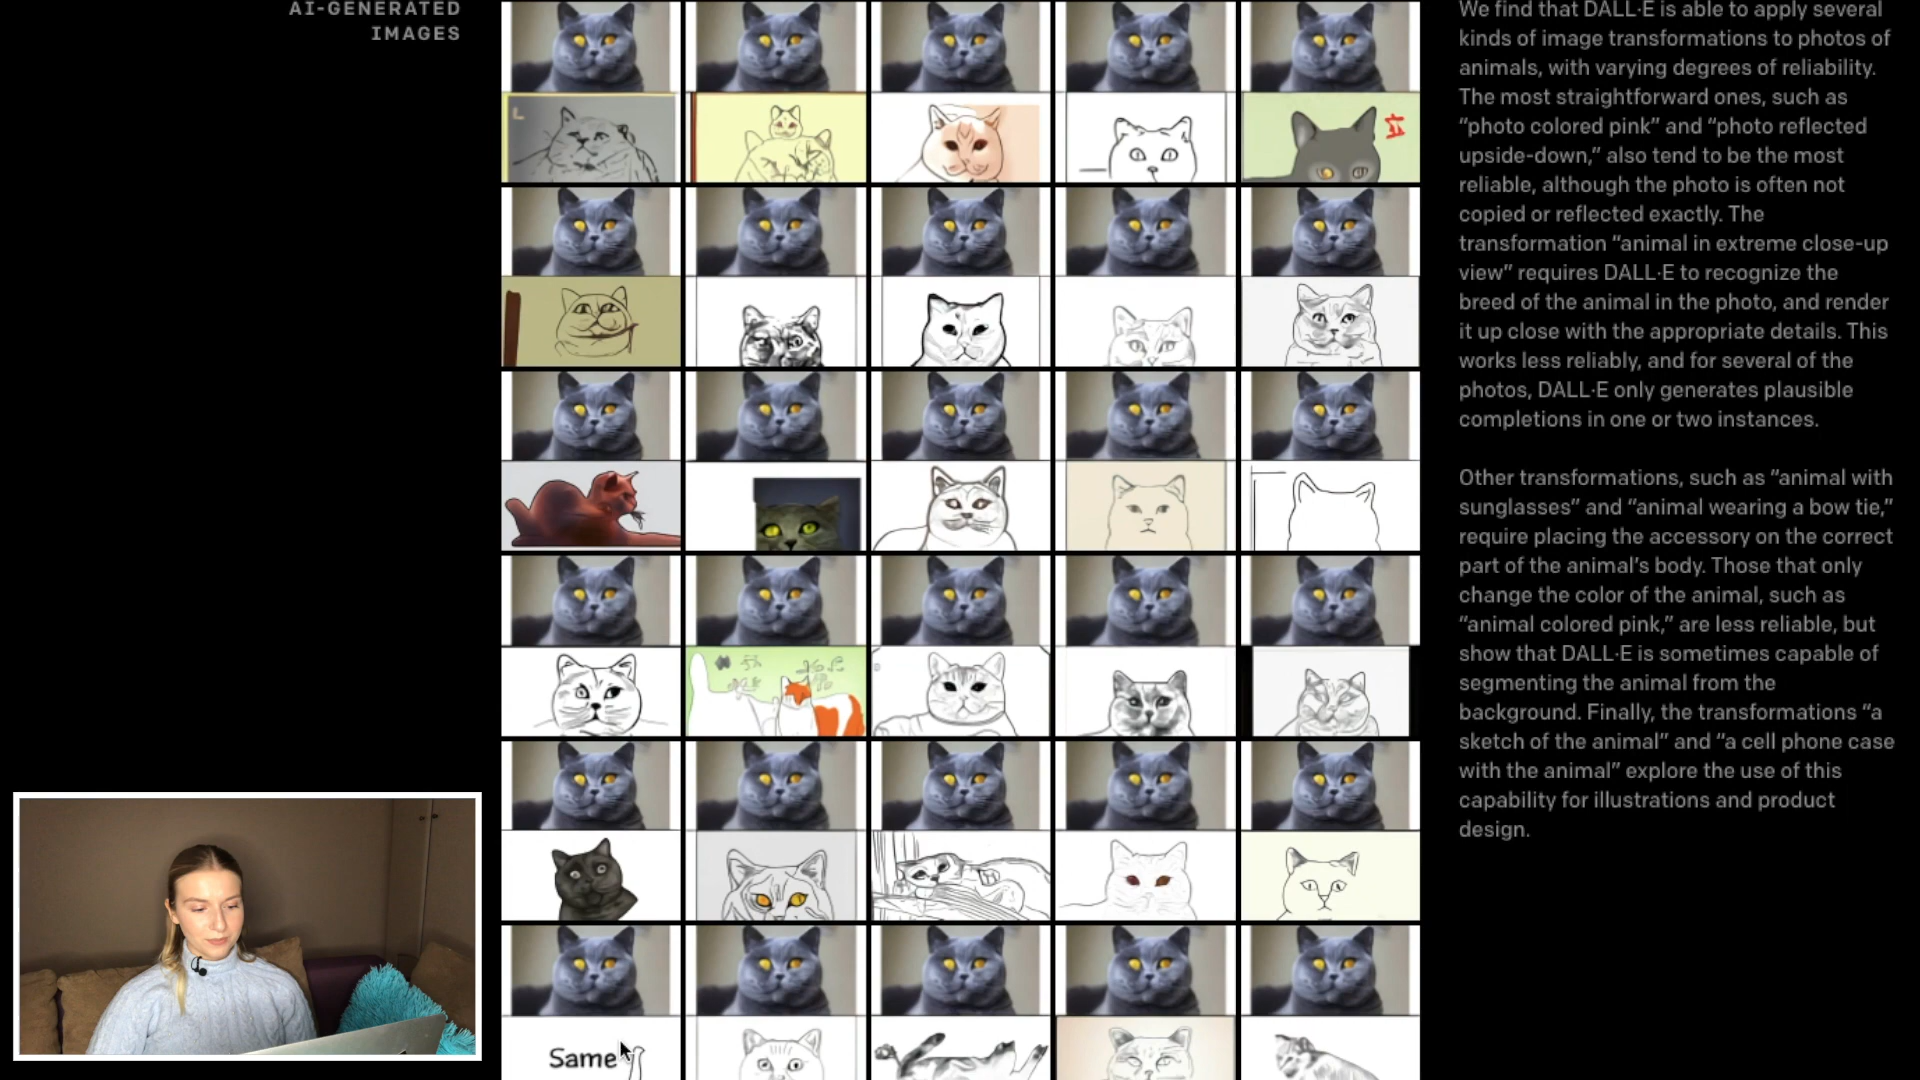 AI-GENERATED
IMAGES
We find that DALL·E is able to apply several
kinds of image transformations to photos of
animals, with varying degrees of reliability.
The most straightforward ones, such as
“photo colored pink” and “photo reflected
upside-down,” also tend to be the most
reliable, although the photo is often not
copied or reflected exactly. The
transformation “animal in extreme close-up
view” requires DALL·E to recognize the
breed of the animal in the photo, and render
it up close with the appropriate details. This
works less reliably, and for several of the
photos, DALL·E only generates plausible
completions in one or two instances.
Other transformations, such as “animal with
sunglasses” and “animal wearing a bow tie,”
require placing the accessory on the correct
part of the animal’s body. Those that only
change the color of the animal, such as
“animal colored pink,” are less reliable, but
show that DALL·E is sometimes capable of
segmenting the animal from the
background. Finally, the transformations “a
sketch of the animal” and “a cell phone case
with the animal” explore the use of this
capability for illustrations and product
design.
Same